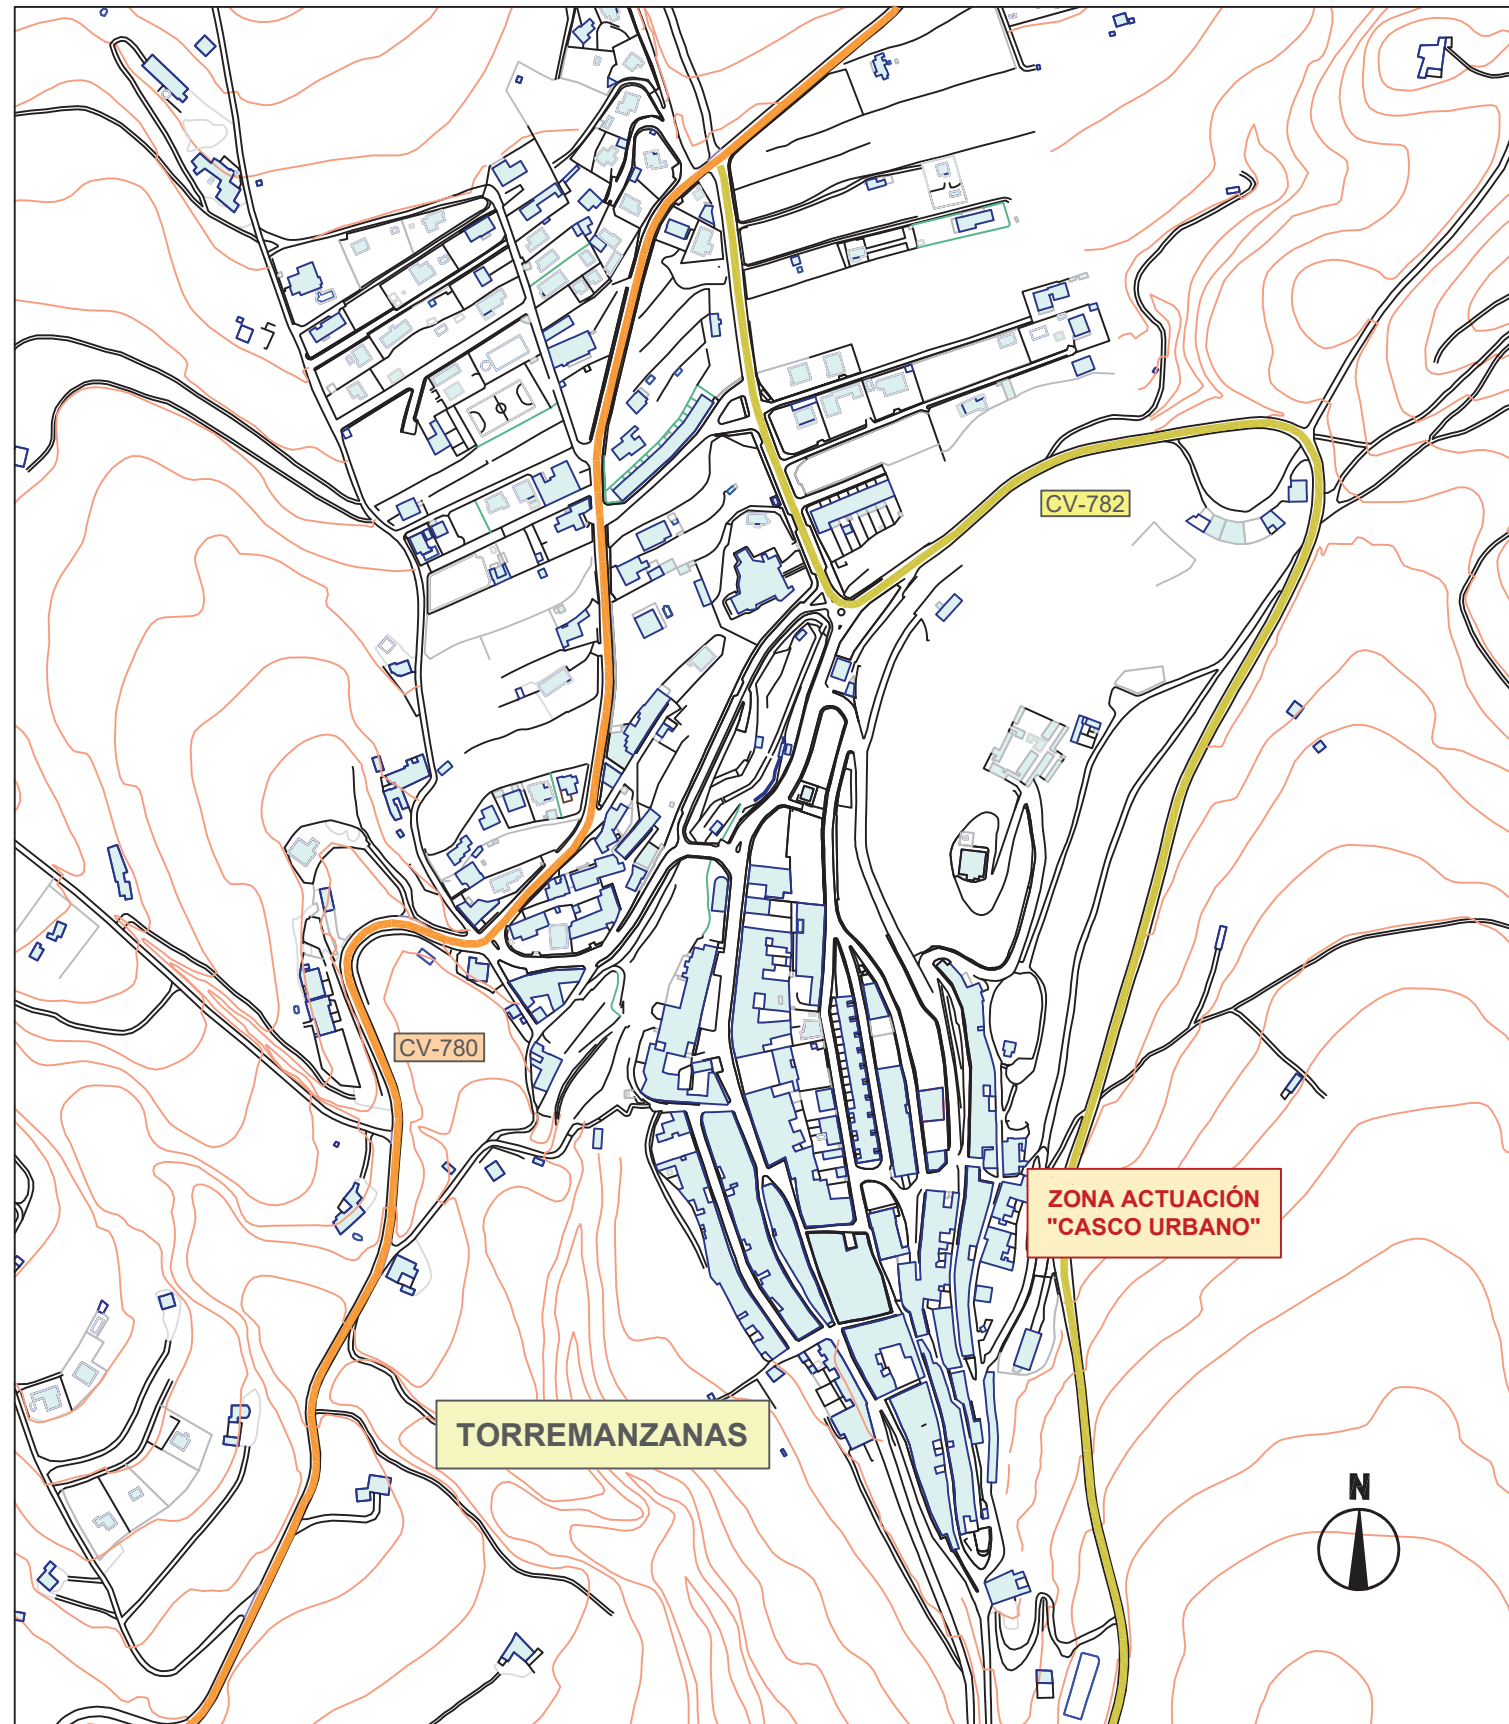 CV-782
CV-780
ZONA ACTUACIÓN
"CASCO URBANO"
TORREMANZANAS
N